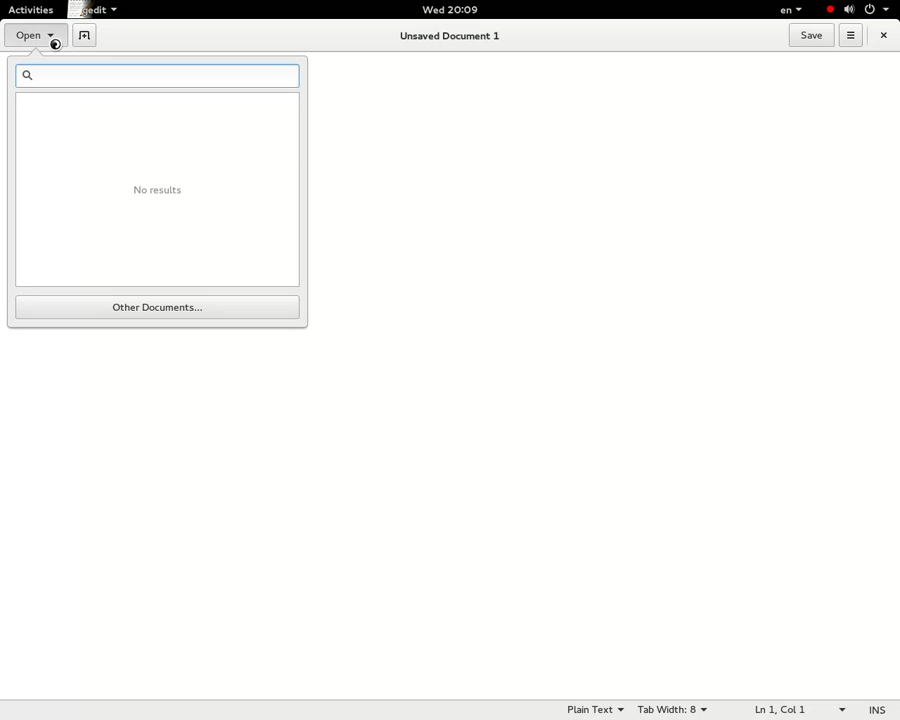 Activities gedit Wed 20:09 en
Open Unsaved Document 1 Save
No results
Other Documents...
Plain Text Tab Width: 8 Ln 1, Col 1 INS